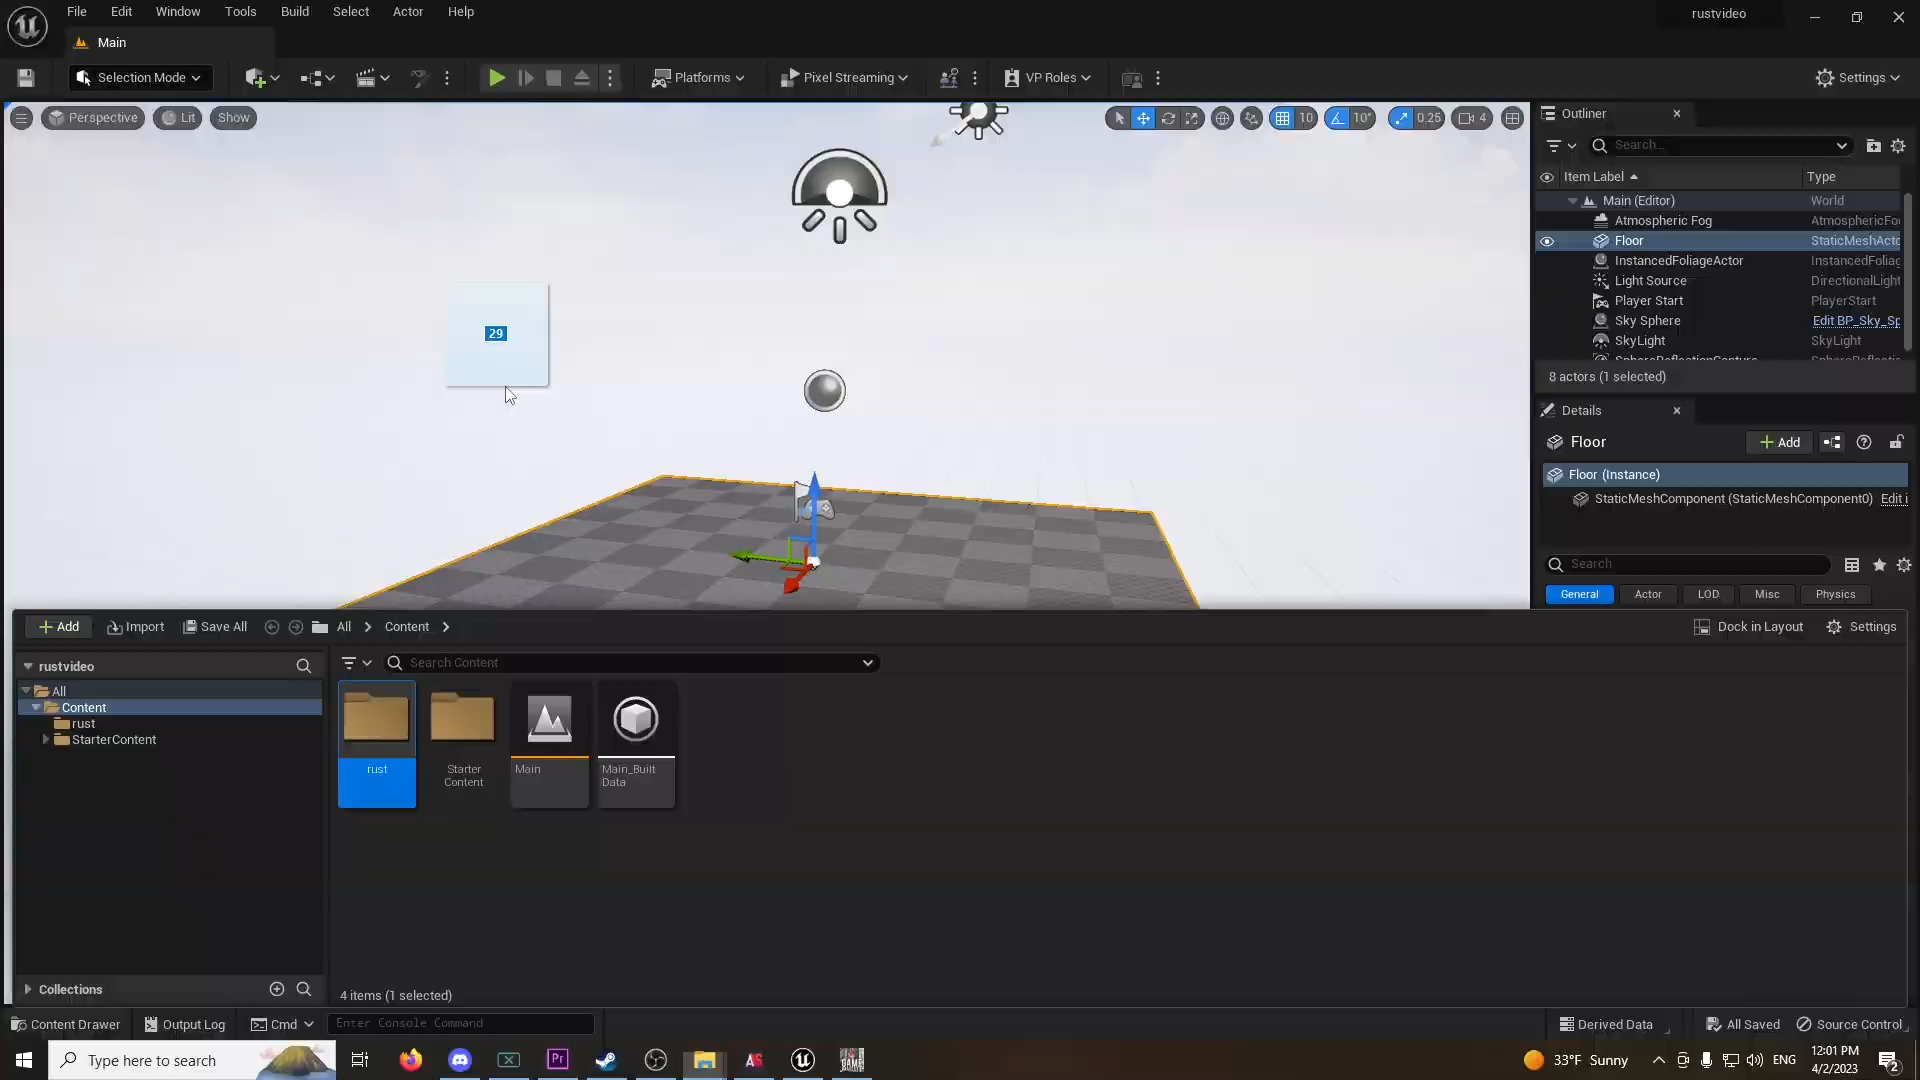 File Edit Window Tools Build Select Actor Help
rustvideo
Main
Selection Mode
Platforms
Pixel Streaming
VP Roles
Settings
Perspective
Lit
Show
10
10°
0.25
4
29
Outliner
Search...
Item Label
Type
Main (Editor)
World
Atmospheric Fog
AtmosphericFo
Floor
StaticMeshActo
InstancedFoliageActor
InstancedFoliag
Light Source
DirectionalLight
Player Start
PlayerStart
Sky Sphere
Edit BP_Sky_Sp
SkyLight
SkyLight
8 actors (1 selected)
Details
Floor
Add
Floor (Instance)
StaticMeshComponent (StaticMeshComponent0)
Edit i
Search
General
Actor
LOD
Misc
Physics
Add
Import
Save All
All
Content
Dock in Layout
Settings
rustvideo
All
Content
rust
StarterContent
Search Content
rust
Starter
Content
Main
Main_Built
Data
Collections
4 items (1 selected)
Content Drawer
Output Log
Cmd
Enter Console Command
Derived Data
All Saved
Source Control
Type here to search
Pr
33°F Sunny
ENG
12:01 PM
4/2/2023
2